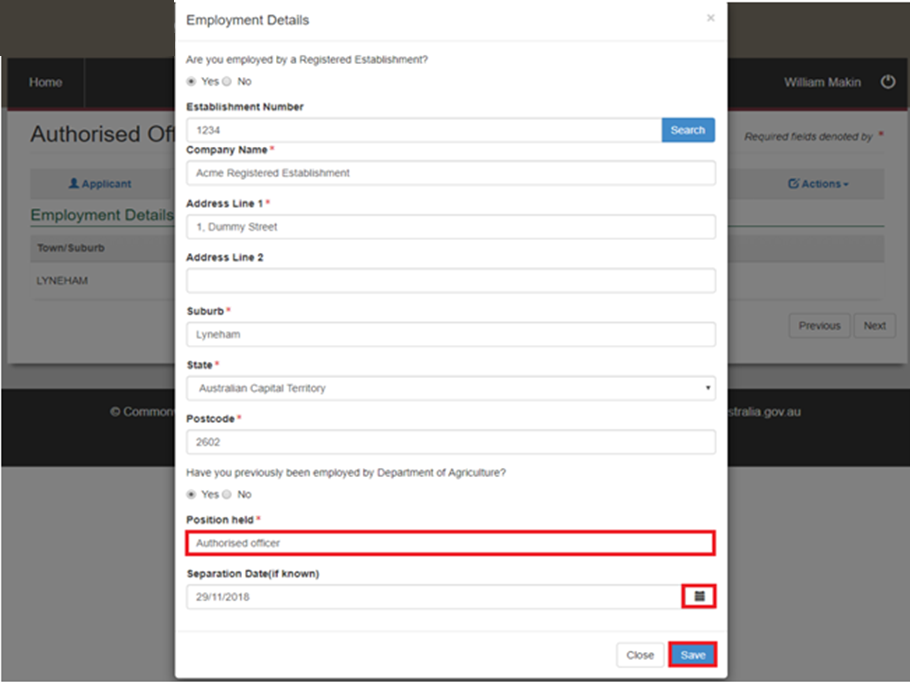 Employment Details ×
Are you employed by a Registered Establishment?
Yes No
Establishment Number
1234 Search
Company Name *
Acme Registered Establishment
Address Line 1 *
1, Dummy Street
Address Line 2
Suburb *
Lyneham
State *
Australian Capital Territory
Postcode *
2602
Have you previously been employed by Department of Agriculture?
Yes No
Position held *
Authorised officer
Separation Date(if known)
29/11/2018
Close Save
Home William Makin
Authorised Off Required fields denoted by *
Applicant Actions
Employment Details
Town/Suburb
LYNEHAM
Previous Next
© Commonw stralia.gov.au